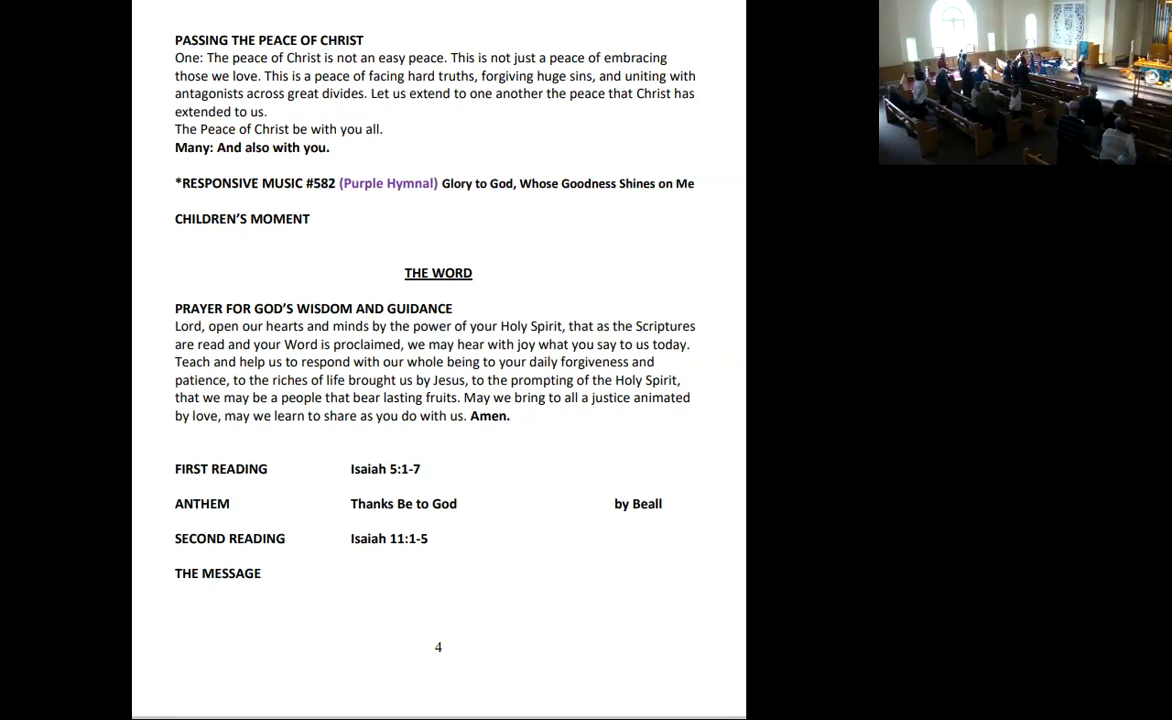 PASSING THE PEACE OF CHRIST
One: The peace of Christ is not an easy peace. This is not just a peace of embracing
those we love. This is a peace of facing hard truths, forgiving huge sins, and uniting with
antagonists across great divides. Let us extend to one another the peace that Christ has
extended to us.
The Peace of Christ be with you all.
Many: And also with you.
*RESPONSIVE MUSIC #582 (Purple Hymnal) Glory to God, Whose Goodness Shines on Me
CHILDREN’S MOMENT
THE WORD
PRAYER FOR GOD’S WISDOM AND GUIDANCE
Lord, open our hearts and minds by the power of your Holy Spirit, that as the Scriptures
are read and your Word is proclaimed, we may hear with joy what you say to us today.
Teach and help us to respond with our whole being to your daily forgiveness and
patience, to the riches of life brought us by Jesus, to the prompting of the Holy Spirit,
that we may be a people that bear lasting fruits. May we bring to all a justice animated
by love, may we learn to share as you do with us. Amen.
FIRST READING Isaiah 5:1-7
ANTHEM Thanks Be to God by Beall
SECOND READING Isaiah 11:1-5
THE MESSAGE
4